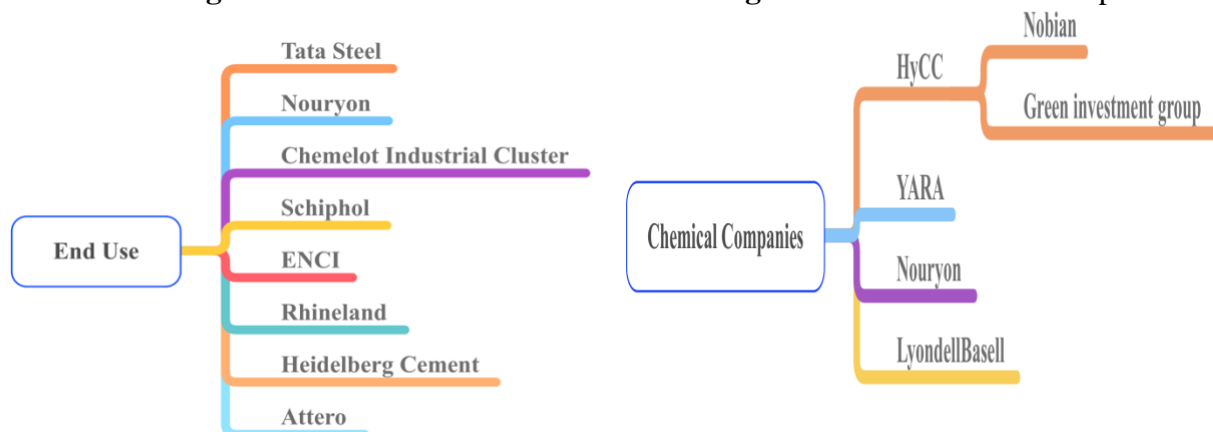 End Use
Tata Steel
Nouryon
Chemelot Industrial Cluster
Schiphol
ENCI
Rhineland
Heidelberg Cement
Attero
Chemical Companies
HyCC
Nobian
Green investment group
YARA
Nouryon
LyondellBasell